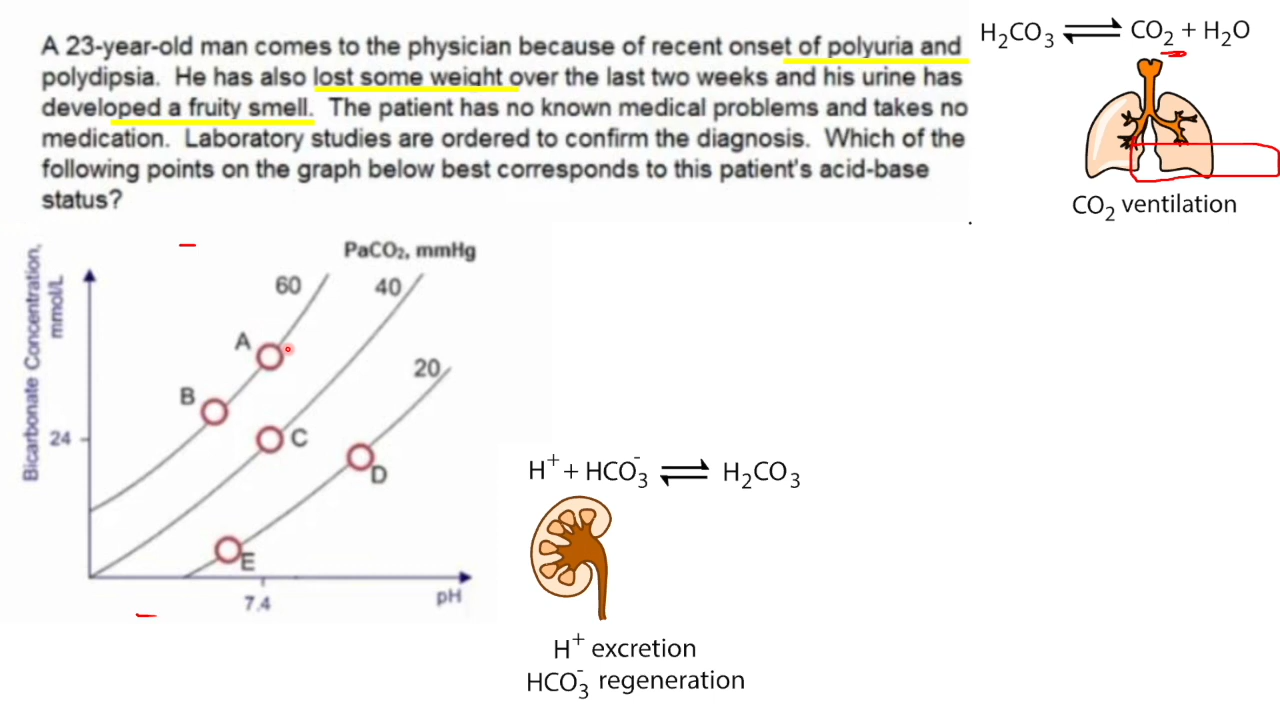 A 23-year-old man comes to the physician because of recent onset of polyuria and
polydipsia. He has also lost some weight over the last two weeks and his urine has
developed a fruity smell. The patient has no known medical problems and takes no
medication. Laboratory studies are ordered to confirm the diagnosis. Which of the
following points on the graph below best corresponds to this patient's acid-base
status?
H₂CO₃ ⇌ CO₂ + H₂O
CO₂ ventilation
Bicarbonate Concentration,
mmol/L
PaCO₂, mmHg
60
40
20
A
B
C
D
E
24
7.4
pH
H⁺ + HCO₃⁻ ⇌ H₂CO₃
H⁺ excretion
HCO₃⁻ regeneration